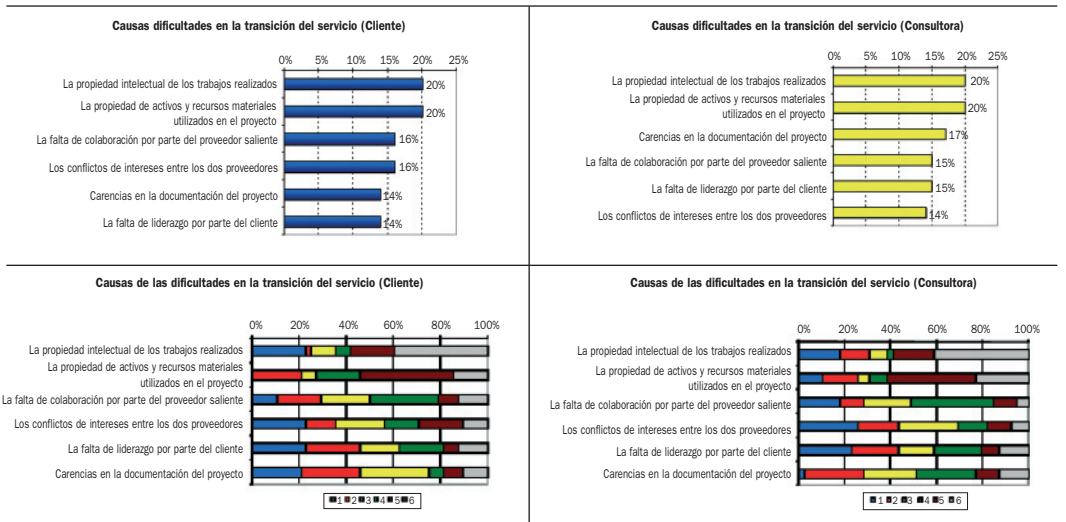 Causas dificultades en la transición del servicio (Cliente)
0% 5% 10% 15% 20% 25%
La propiedad intelectual de los trabajos realizados 20%
La propiedad de activos y recursos materiales
utilizados en el proyecto 20%
La falta de colaboración por parte del proveedor saliente 16%
Los conflictos de intereses entre los dos proveedores 16%
Carencias en la documentación del proyecto 14%
La falta de liderazgo por parte del cliente 14%
Causas dificultades en la transición del servicio (Consultora)
0% 5% 10% 15% 20% 25%
La propiedad intelectual de los trabajos realizados 20%
La propiedad de activos y recursos materiales
utilizados en el proyecto 20%
Carencias en la documentación del proyecto 17%
La falta de colaboración por parte del proveedor saliente 15%
La falta de liderazgo por parte del cliente 15%
Los conflictos de intereses entre los dos proveedores 14%
Causas de las dificultades en la transición del servicio (Cliente)
0% 20% 40% 60% 80% 100%
La propiedad intelectual de los trabajos realizados
La propiedad de activos y recursos materiales
utilizados en el proyecto
La falta de colaboración por parte del proveedor saliente
Los conflictos de intereses entre los dos proveedores
La falta de liderazgo por parte del cliente
Carencias en la documentación del proyecto
1 2 3 4 5 6
Causas de las dificultades en la transición del servicio (Consultora)
0% 20% 40% 60% 80% 100%
La propiedad intelectual de los trabajos realizados
La propiedad de activos y recursos materiales
utilizados en el proyecto
La falta de colaboración por parte del proveedor saliente
Los conflictos de intereses entre los dos proveedores
La falta de liderazgo por parte del cliente
Carencias en la documentación del proyecto
1 2 3 4 5 6